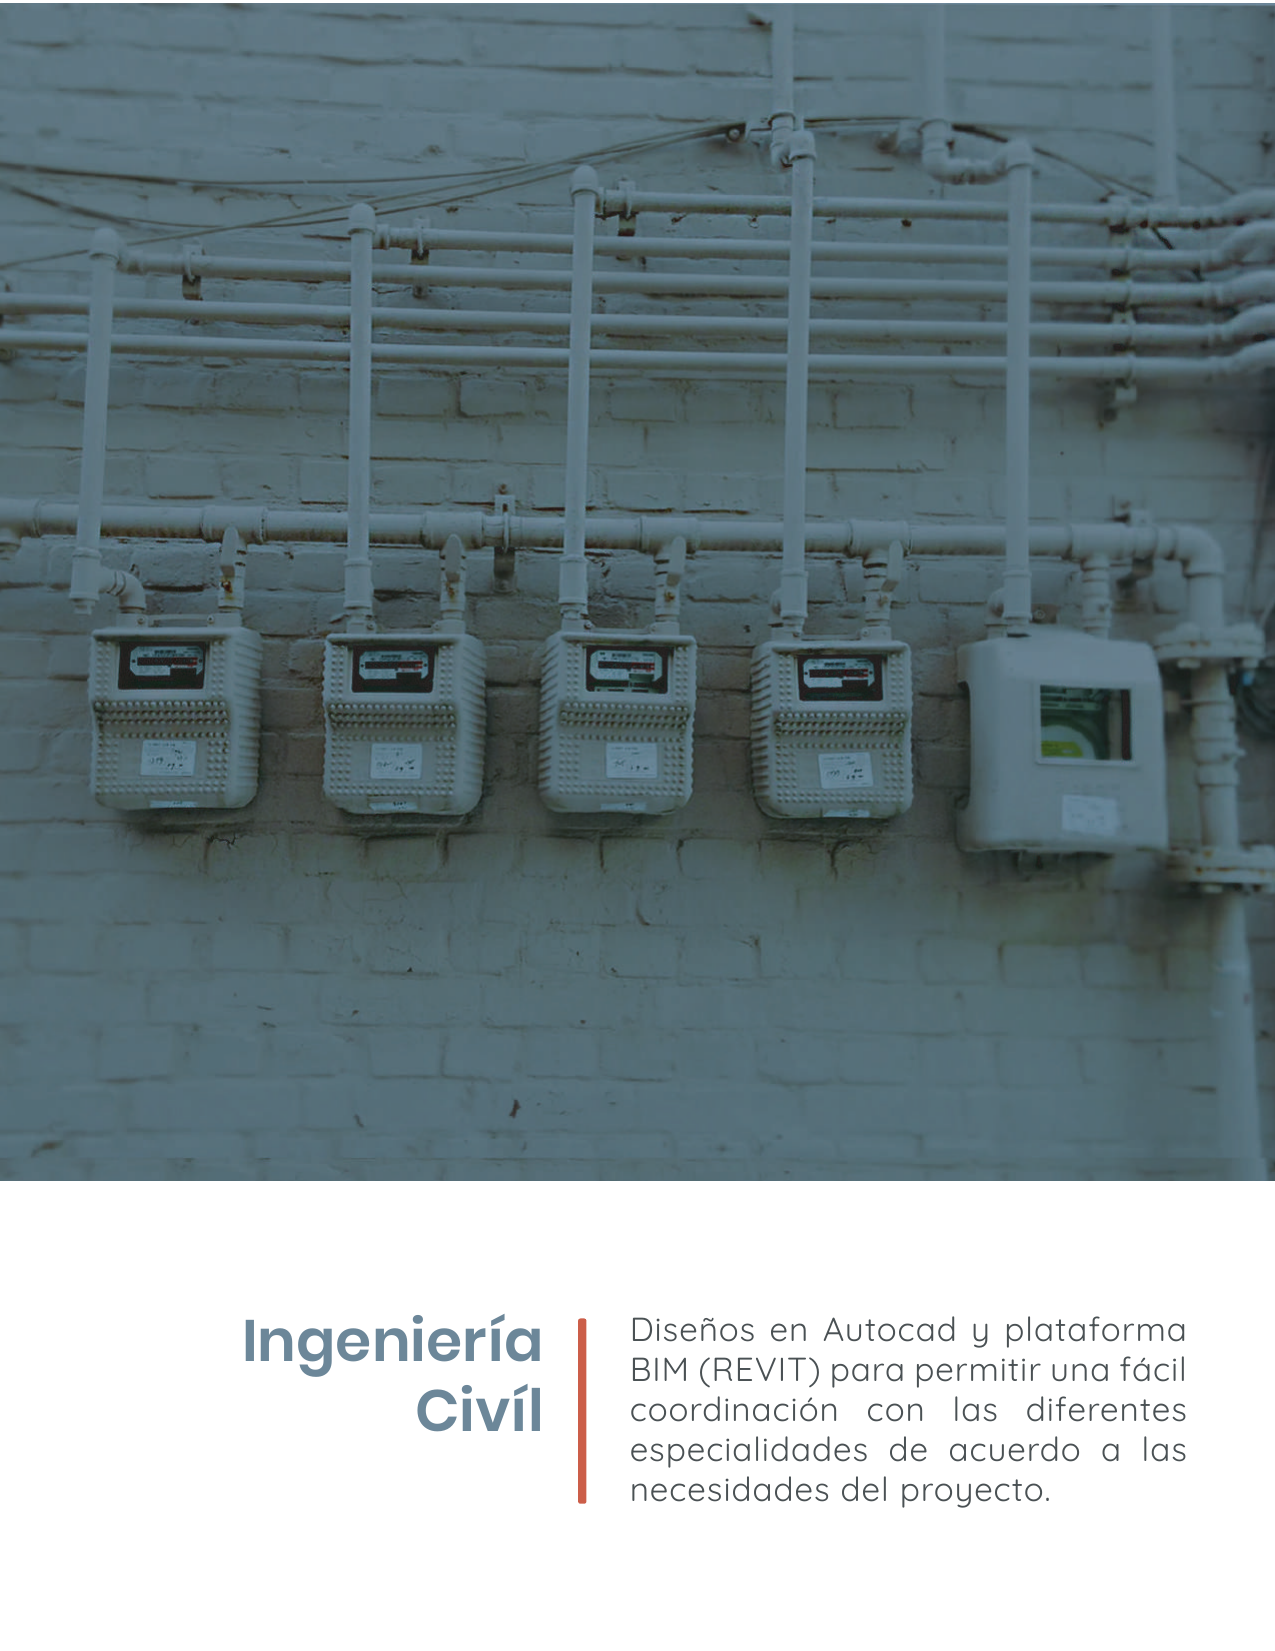 Ingeniería
Civíl
Diseños en Autocad y plataforma
BIM (REVIT) para permitir una fácil
coordinación con las diferentes
especialidades de acuerdo a las
necesidades del proyecto.